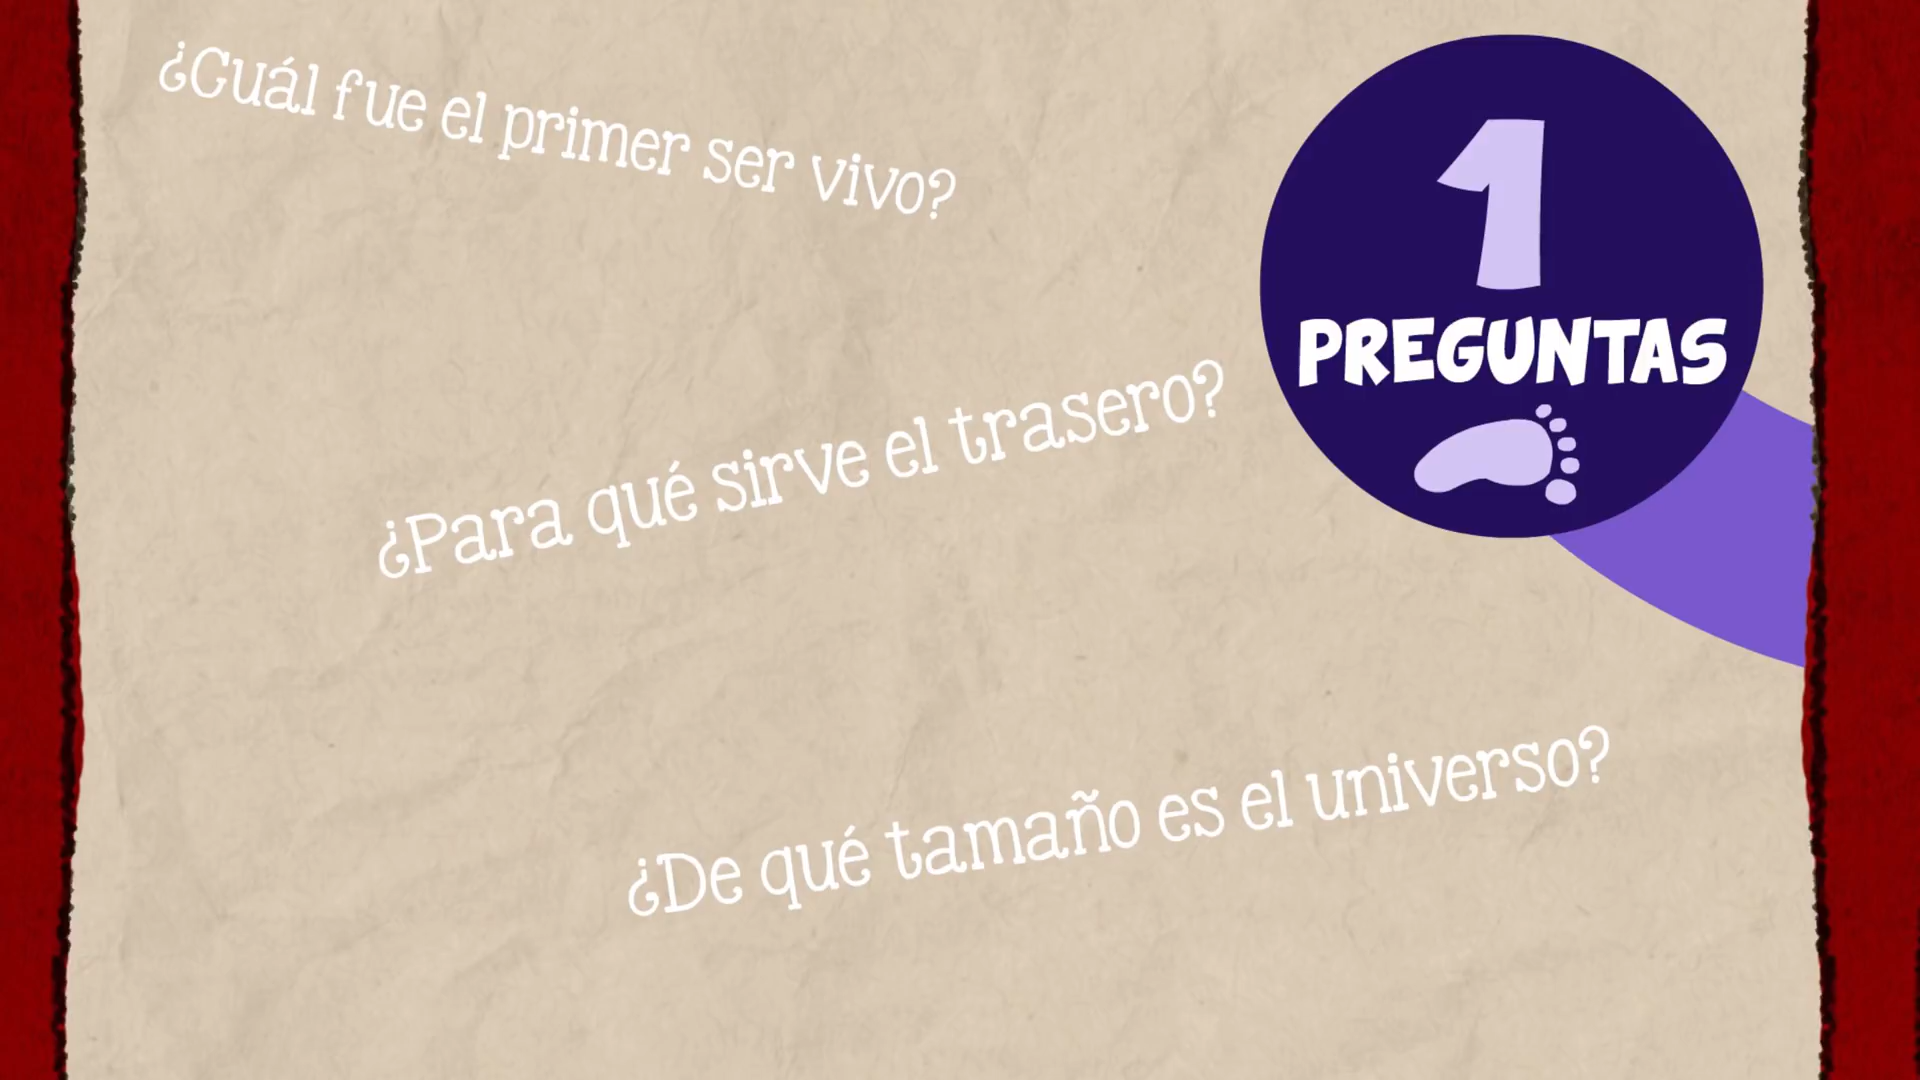 ¿Cuál fue el primer ser vivo?
1
PREGUNTAS
¿Para qué sirve el trasero?
¿De qué tamaño es el universo?